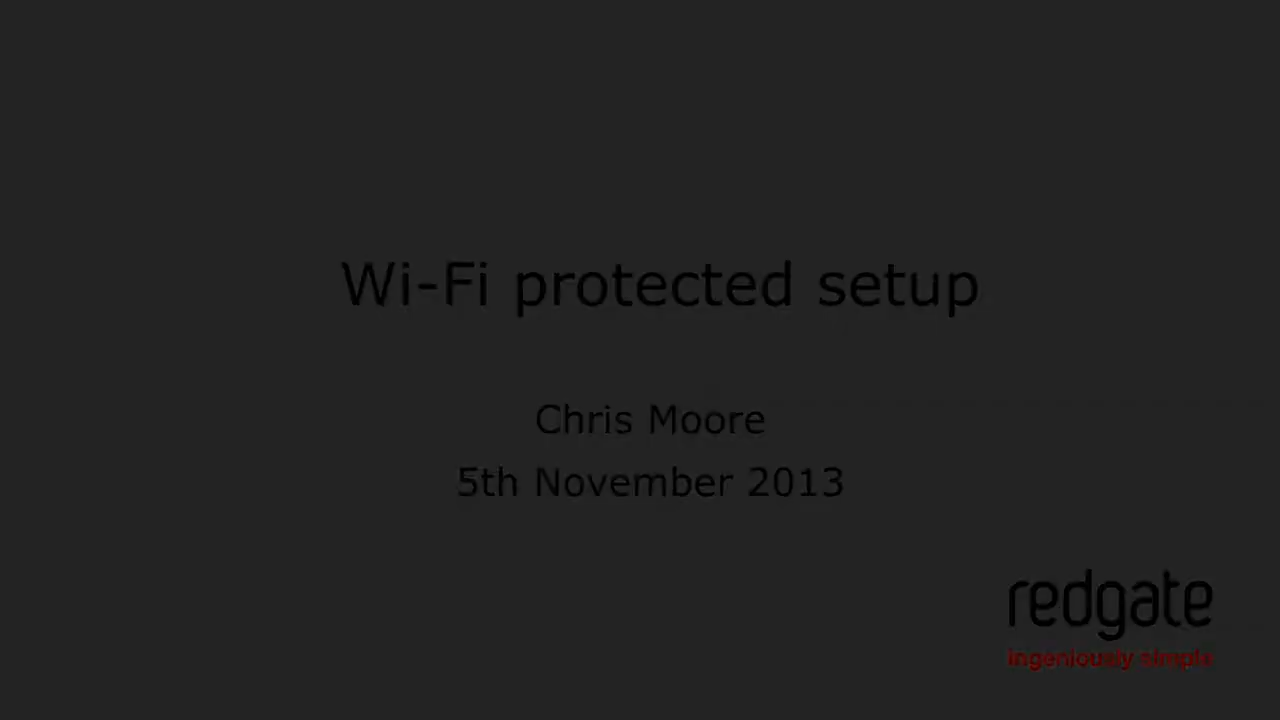 Wi-Fi protected setup
Chris Moore
5th November 2013
redgate
ingeniously simple